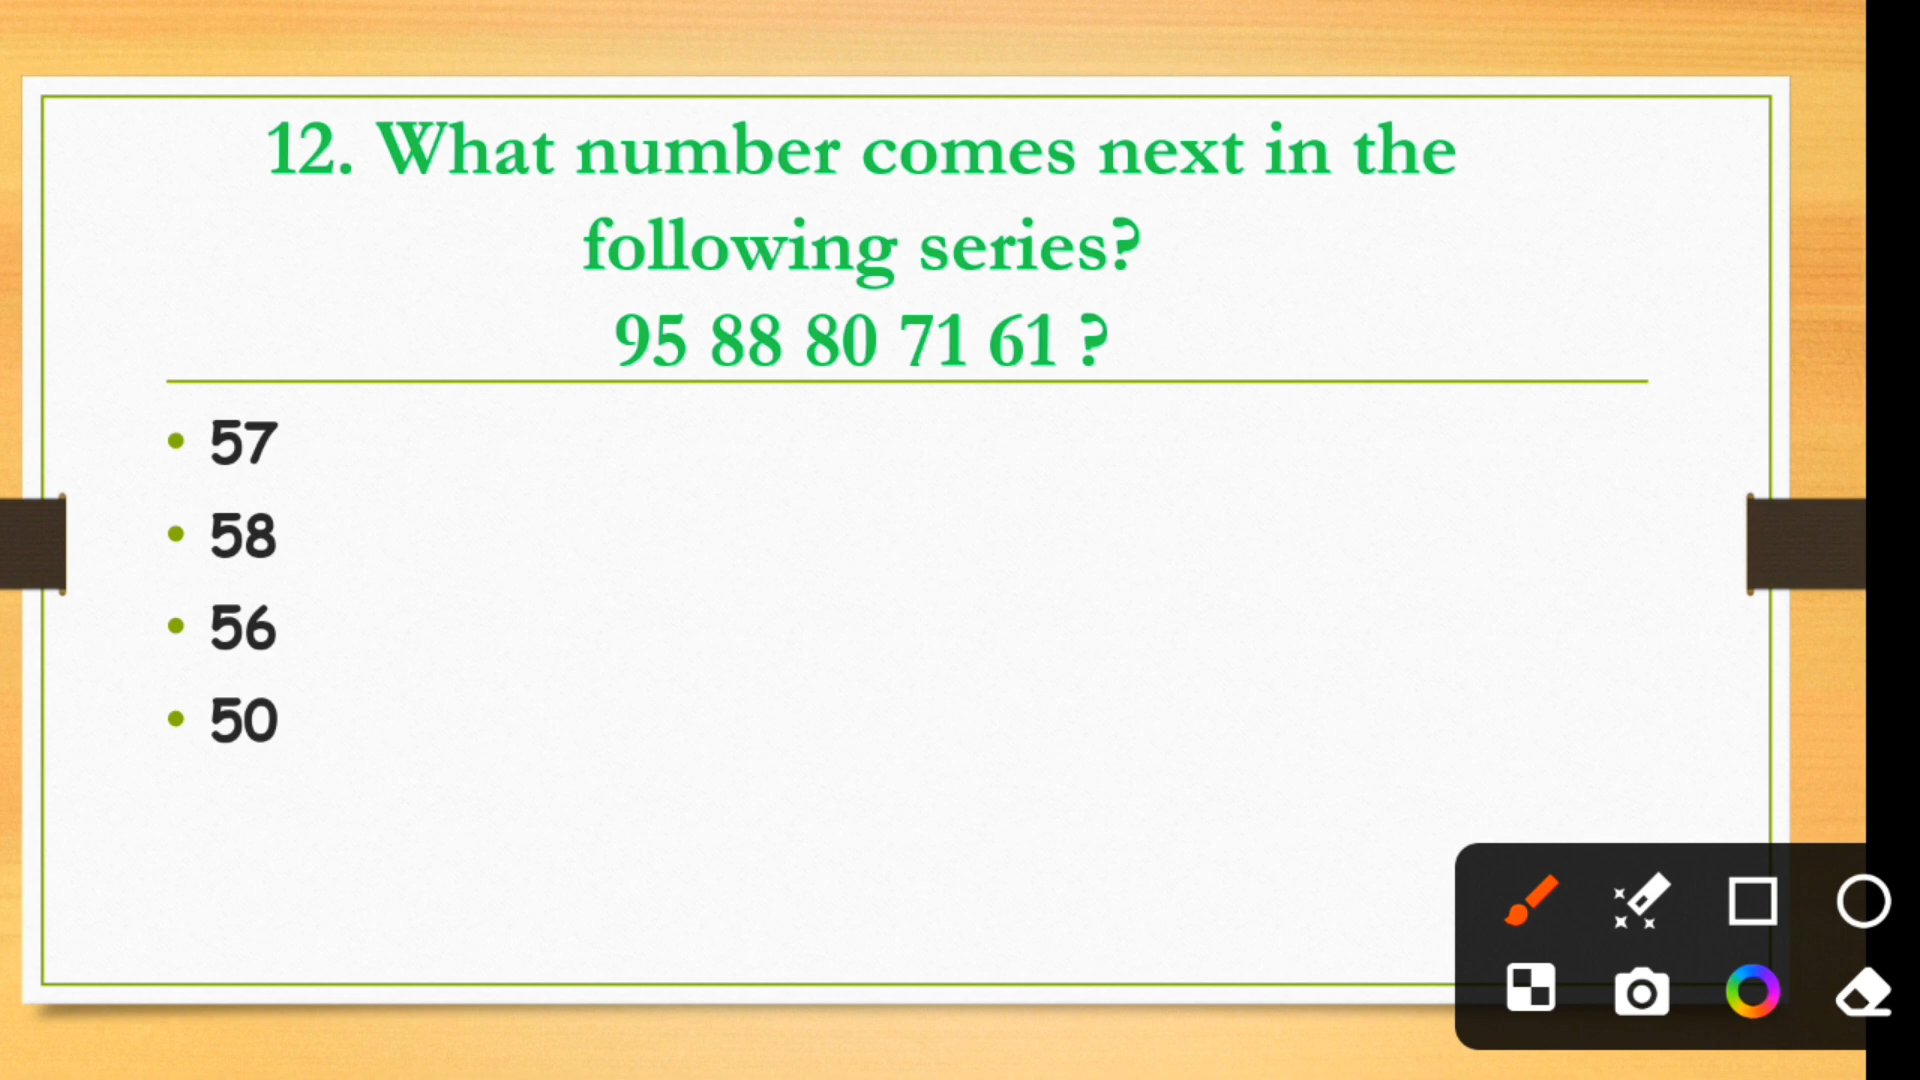 12. What number comes next in the
following series?
95 88 80 71 61 ?
• 57
• 58
• 56
• 50